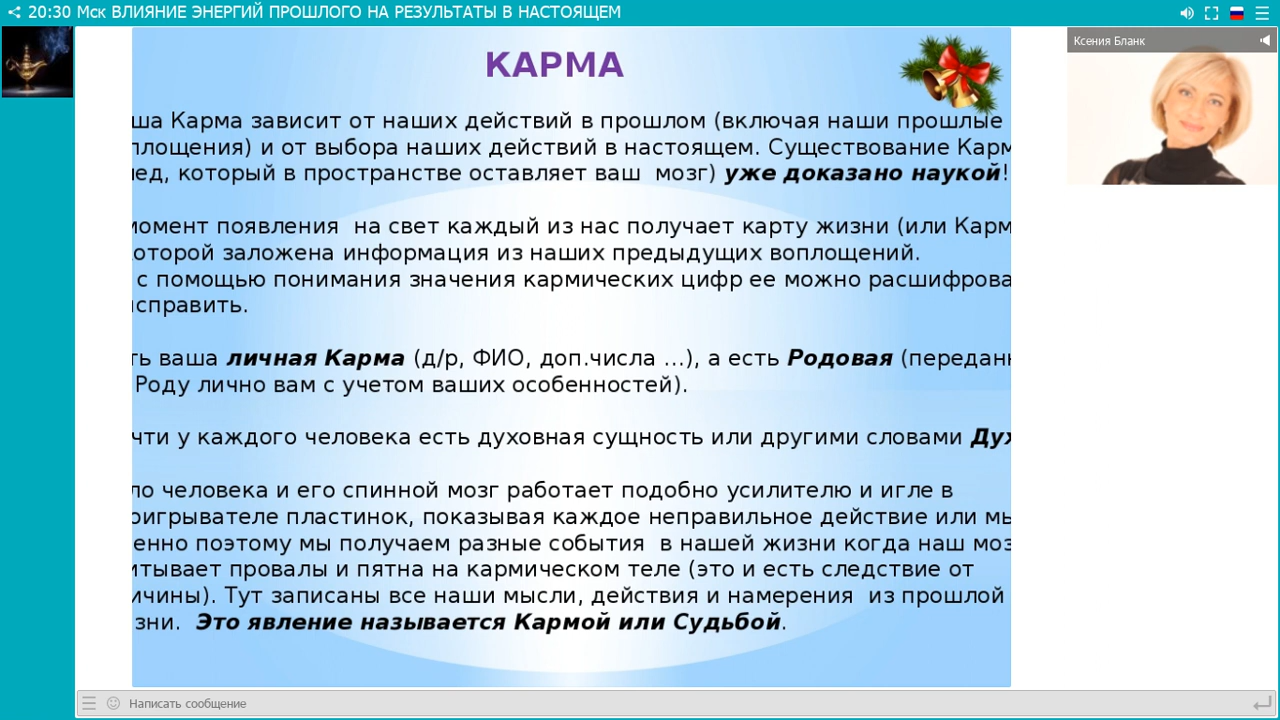 20:30 Мск ВЛИЯНИЕ ЭНЕРГИЙ ПРОШЛОГО НА РЕЗУЛЬТАТЫ В НАСТОЯЩЕМ
Ксения Бланк
КАРМА
ша Карма зависит от наших действий в прошлом (включая наши прошлые
площения) и от выбора наших действий в настоящем. Существование Карм
ед, который в пространстве оставляет ваш мозг) уже доказано наукой!
момент появления на свет каждый из нас получает карту жизни (или Карм
оторой заложена информация из наших предыдущих воплощений.
с помощью понимания значения кармических цифр ее можно расшифрова
справить.
ть ваша личная Карма (д/р, ФИО, доп.числа ...), а есть Родовая (передан
Роду лично вам с учетом ваших особенностей).
чти у каждого человека есть духовная сущность или другими словами Дух
ло человека и его спинной мозг работает подобно усилителю и игле в
оигрывателе пластинок, показывая каждое неправильное действие или мы
енно поэтому мы получаем разные события в нашей жизни когда наш моз
итывает провалы и пятна на кармическом теле (это и есть следствие от
ичины). Тут записаны все наши мысли, действия и намерения из прошлой
зни. Это явление называется Кармой или Судьбой.
Написать сообщение